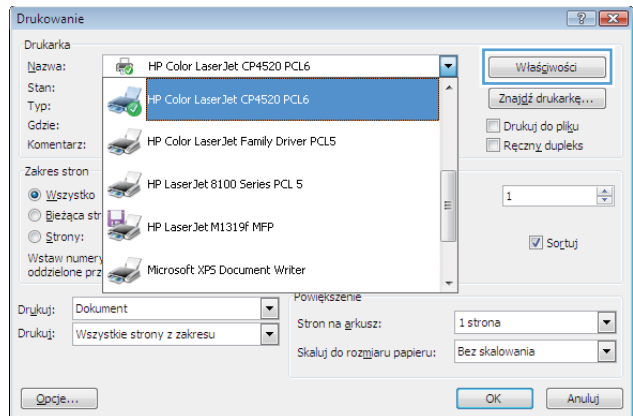 Drukowanie
Drukarka
Nazwa: HP Color LaserJet CP4520 PCL6 Właściwości
Stan: HP Color LaserJet CP4520 PCL6 Znajdź drukarkę...
Typ:
Gdzie: HP Color LaserJet Family Driver PCL5 Drukuj do pliku
Komentarz: Ręczny dupleks
Zakres stron HP LaserJet 8100 Series PCL 5
Wszystko 1
Bieżąca str HP LaserJet M1319f MFP
Strony: Sortuj
Wstaw numery
oddzielone prz Microsoft XPS Document Writer
Powiększenie
Drukuj: Dokument Stron na arkusz: 1 strona
Drukuj: Wszystkie strony z zakresu Skaluj do rozmiaru papieru: Bez skalowania
Opcje... OK Anuluj